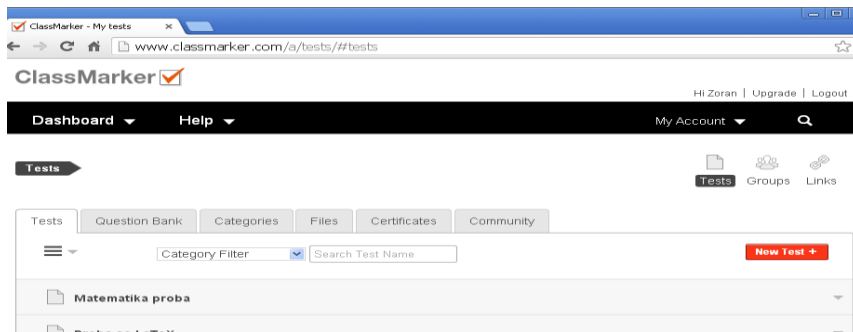 ClassMarker - My tests
www.classmarker.com/a/tests/#tests
ClassMarker
Hi Zoran | Upgrade | Logout
Dashboard Help My Account
Tests
Tests Groups Links
Tests Question Bank Categories Files Certificates Community
Category Filter Search Test Name New Test +
Matematika proba